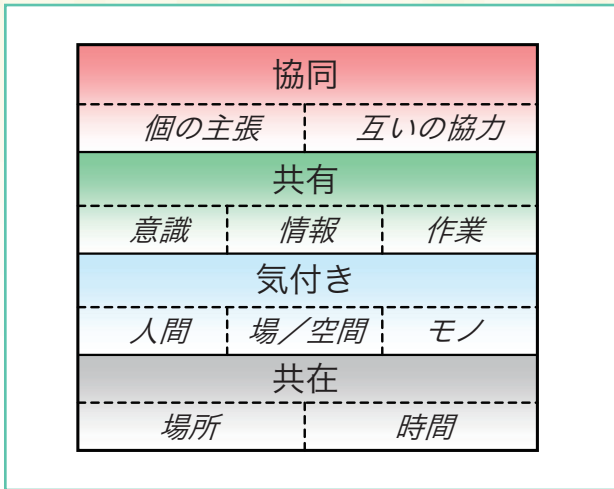 協同
個の主張 互いの協力
共有
意識 情報 作業
気付き
人間 場／空間 モノ
共在
場所 時間